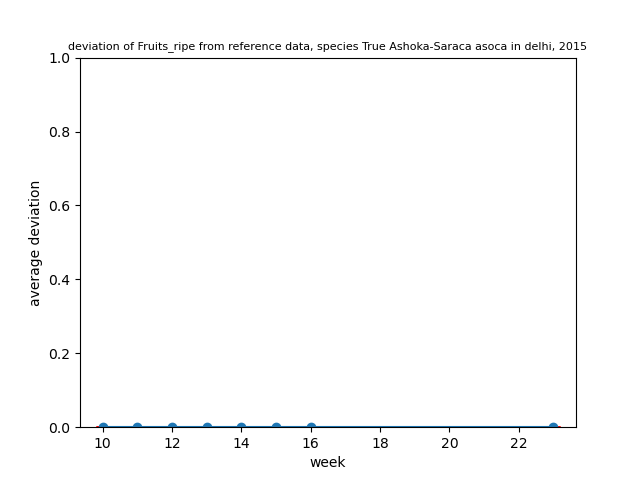 deviation of Fruits_ripe from reference data, species True Ashoka-Saraca asoca in delhi, 2015
1.0
0.8
0.6
0.4
0.2
0.0
average deviation
10 12 14 16 18 20 22
week